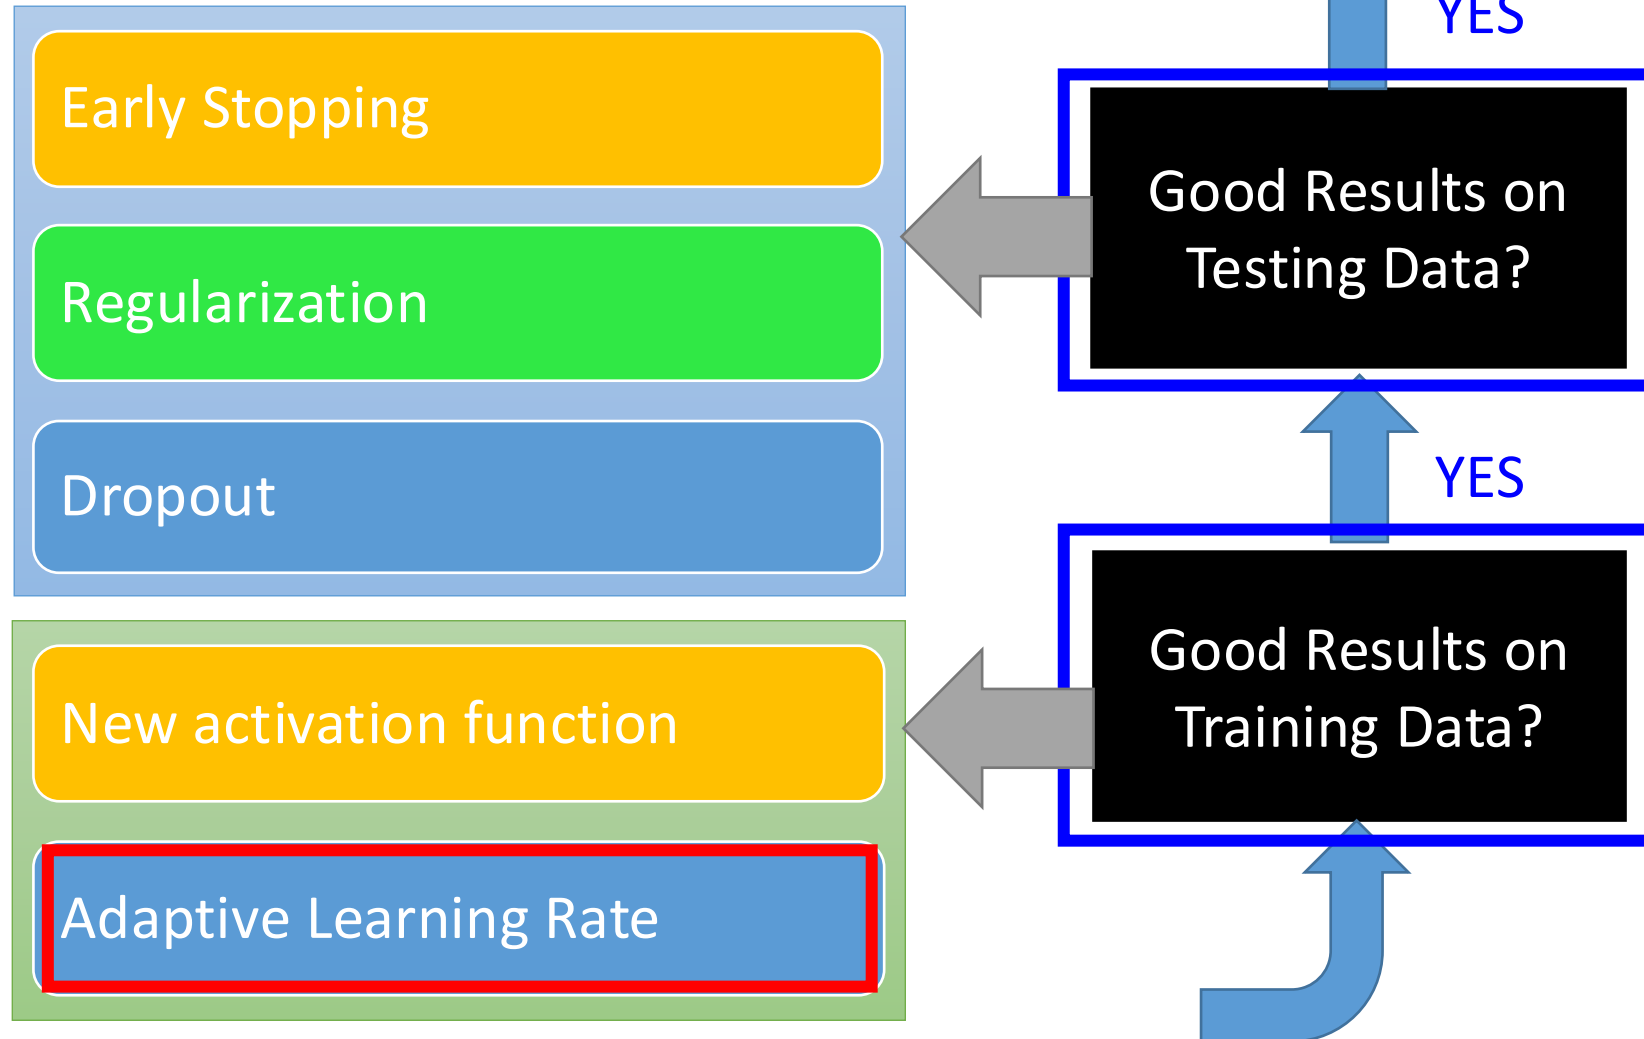 YES
Early Stopping
Good Results on
Testing Data?
Regularization
Dropout
YES
New activation function
Good Results on
Training Data?
Adaptive Learning Rate